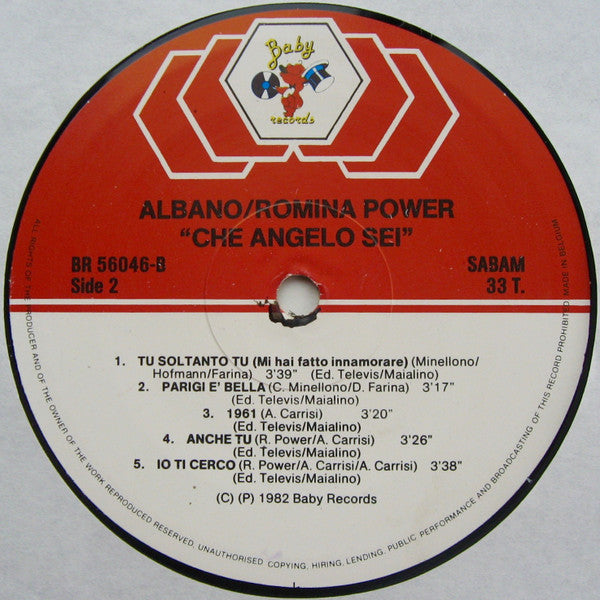 Baby
records
ALBANO/ROMINA POWER
"CHE ANGELO SEI"
BR 56046-B
Side 2
SABAM
33 T.
1. TU SOLTANTO TU (Mi hai fatto innamorare) (Minellono/
Hofmann/Farina) 3'39" (Ed. Televis/Maialino)
2. PARIGI E' BELLA (C. Minellono/D. Farina) 3'17"
(Ed. Televis/Maialino)
3. 1961 (A. Carrisi) 3'20"
(Ed. Televis/Maialino)
4. ANCHE TU (R. Power/A. Carrisi) 3'26"
(Ed. Televis/Maialino)
5. IO TI CERCO (R. Power/A. Carrisi/A. Carrisi) 3'38"
(Ed. Televis/Maialino)
(C) (P) 1982 Baby Records
ALL RIGHTS OF THE PRODUCER AND OF THE OWNER OF THE WORK REPRODUCED RESERVED. UNAUTHORISED COPYING, HIRING, LENDING, PUBLIC PERFORMANCE AND BROADCASTING OF THIS RECORD PROHIBITED. MADE IN BELGIUM